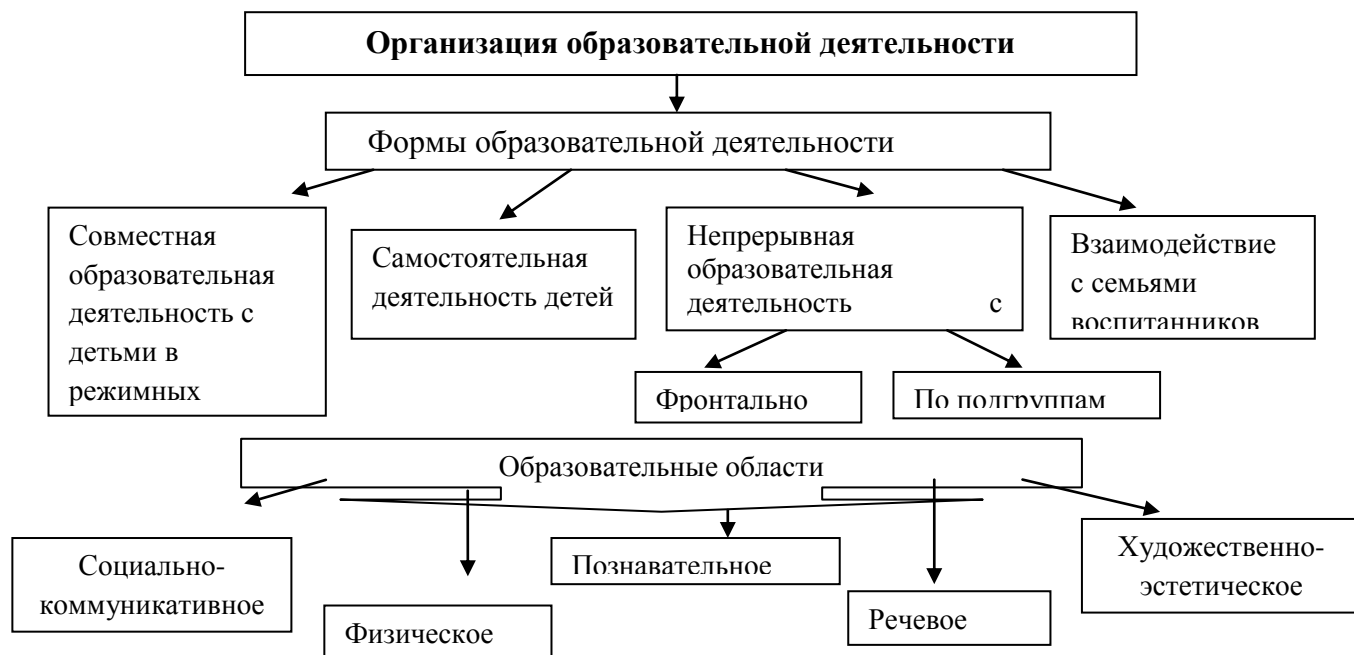 Организация образовательной деятельности
Формы образовательной деятельности
Совместная
образовательная
деятельность с
детьми в
режимных
Самостоятельная
деятельность детей
Непрерывная
образовательная
деятельность с
Взаимодействие
с семьями
воспитанников
Фронтально
По подгруппам
Образовательные области
Социально-
коммуникативное
Физическое
Познавательное
Речевое
Художественно-
эстетическое